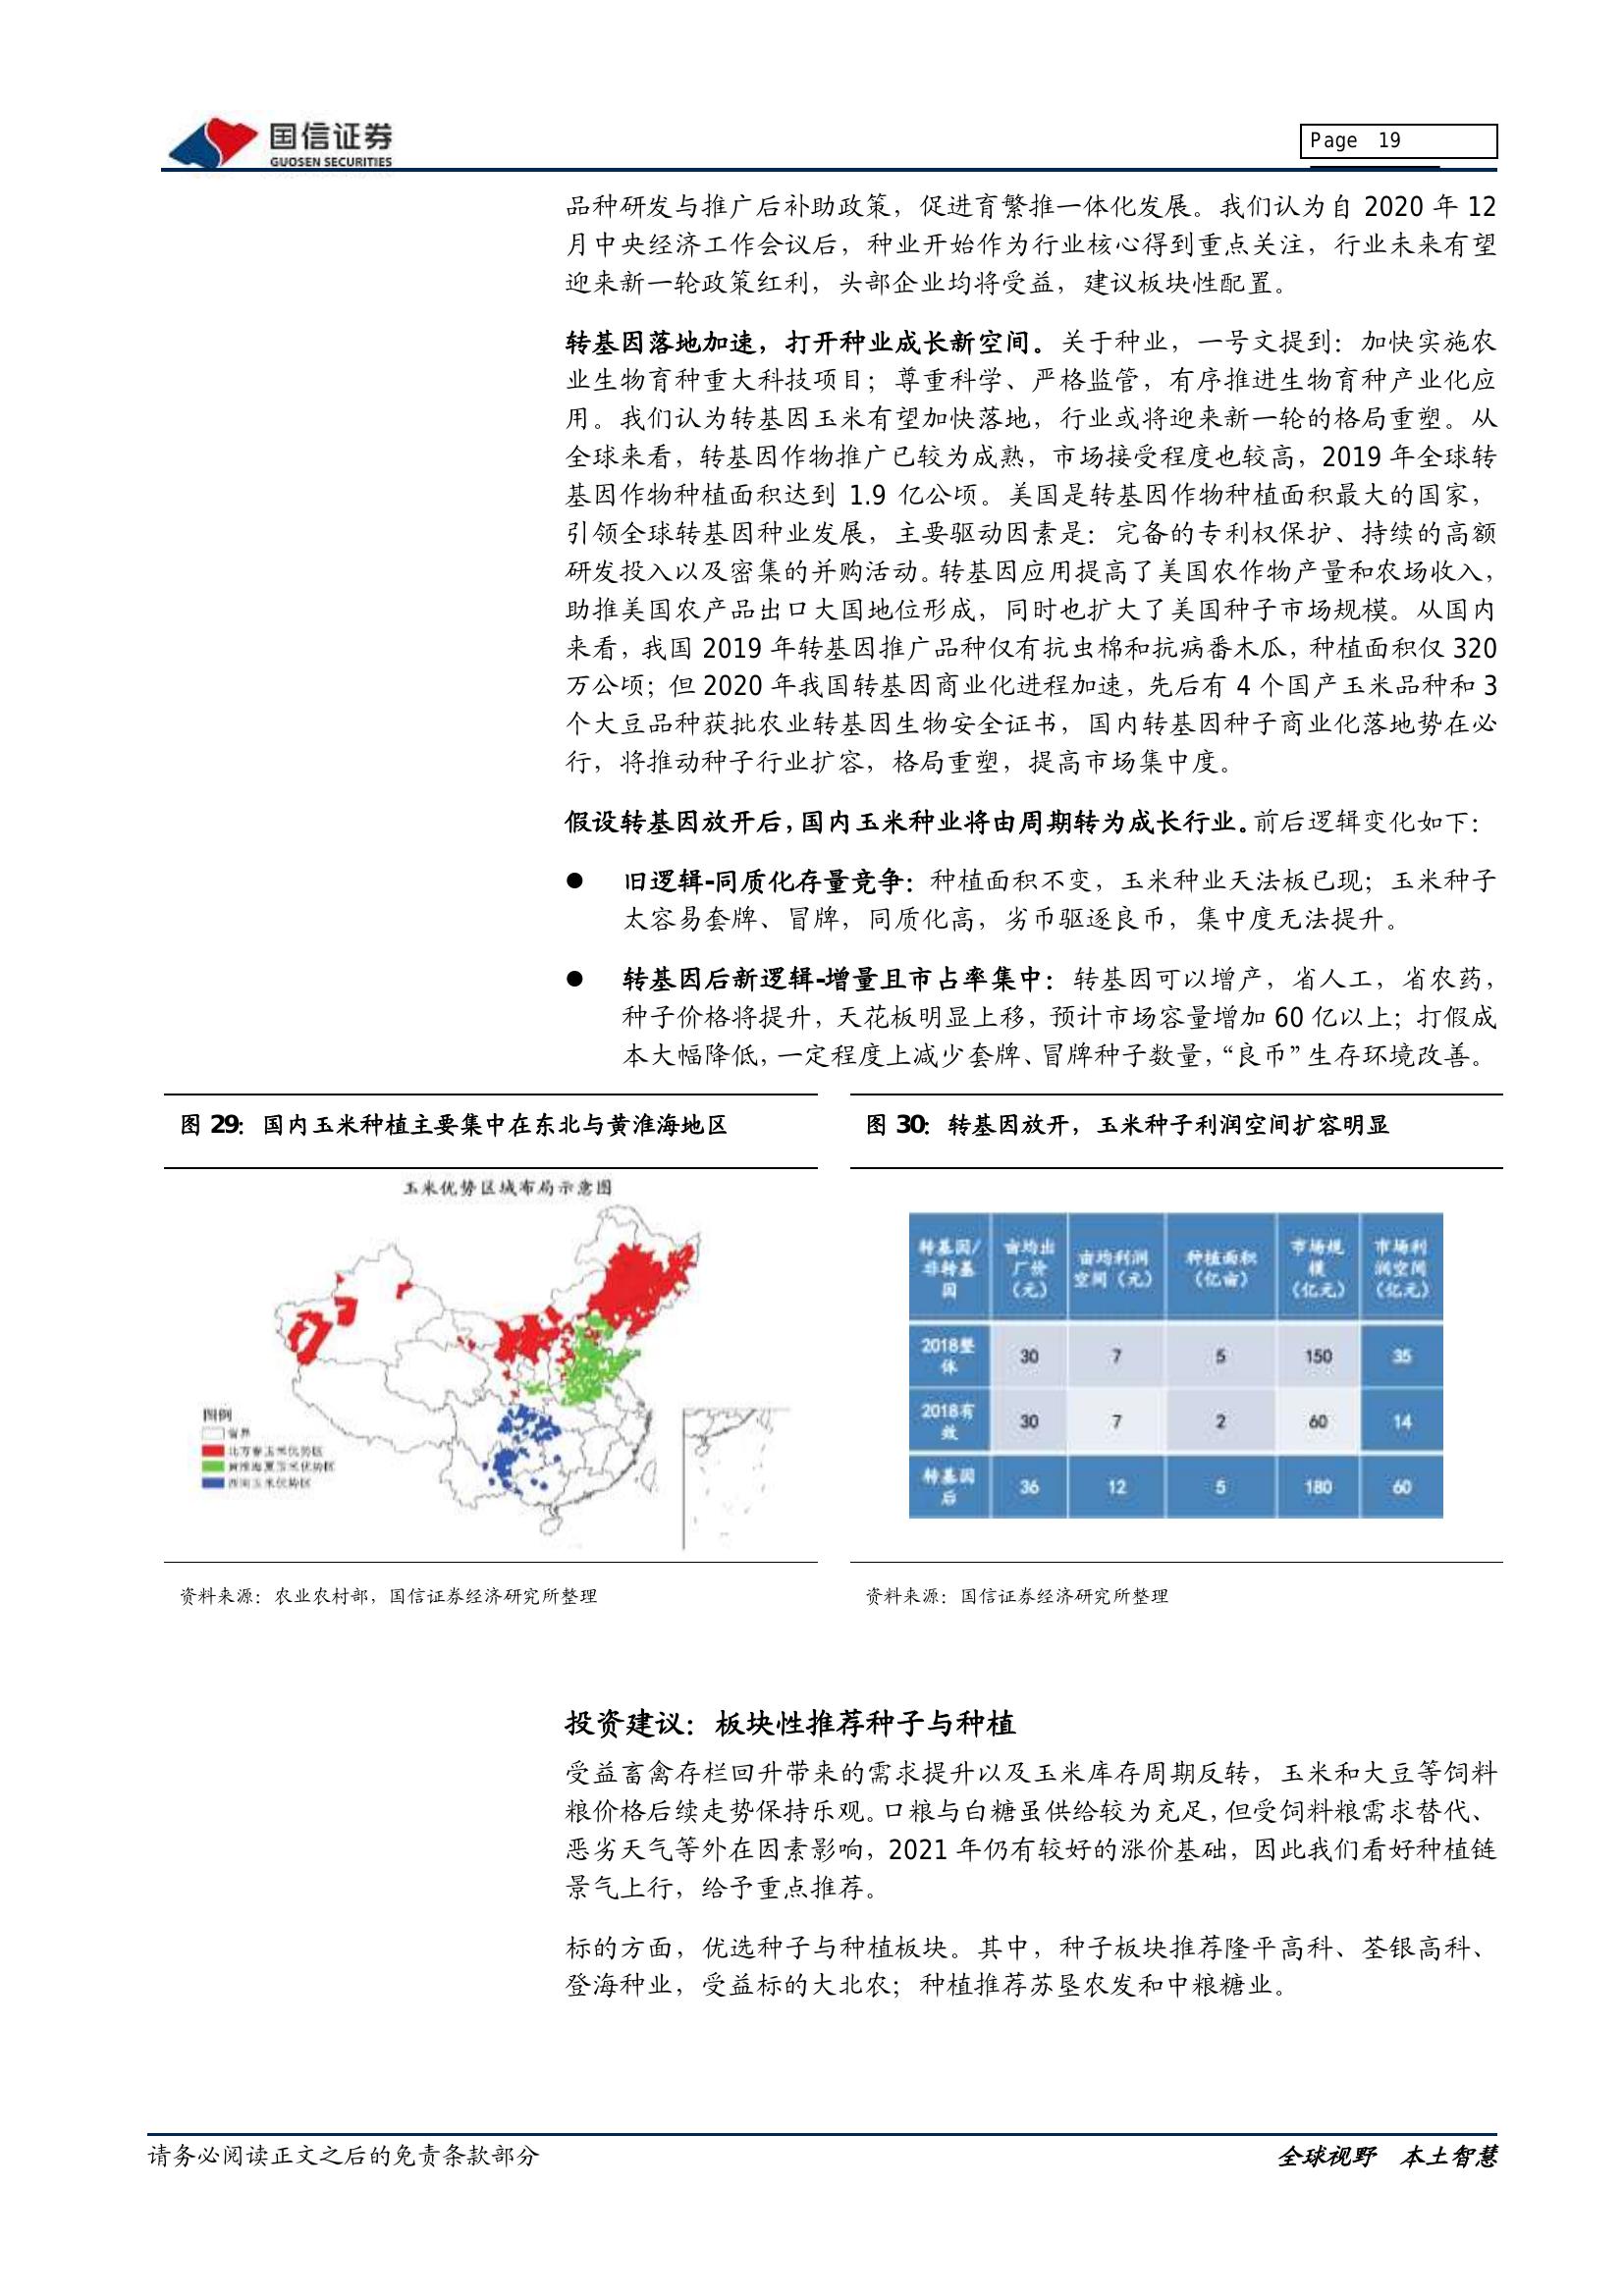 国信证券
GUOSEN SECURITIES
Page 19
品种研发与推广后补助政策，促进育繁推一体化发展。我们认为自 2020 年 12
月中央经济工作会议后，种业开始作为行业核心得到重点关注，行业未来有望
迎来新一轮政策红利，头部企业均将受益，建议板块性配置。
转基因落地加速，打开种业成长新空间。关于种业，一号文提到：加快实施农
业生物育种重大科技项目；尊重科学、严格监管，有序推进生物育种产业化应
用。我们认为转基因玉米有望加快落地，行业或将迎来新一轮的格局重塑。从
全球来看，转基因作物推广已较为成熟，市场接受程度也较高，2019 年全球转
基因作物种植面积达到 1.9 亿公顷。美国是转基因作物种植面积最大的国家，
引领全球转基因种业发展，主要驱动因素是：完备的专利权保护、持续的高额
研发投入以及密集的并购活动。转基因应用提高了美国农作物产量和农场收入，
助推美国农产品出口大国地位形成，同时也扩大了美国种子市场规模。从国内
来看，我国 2019 年转基因推广品种仅有抗虫棉和抗病番木瓜，种植面积仅 320
万公顷；但 2020 年我国转基因商业化进程加速，先后有 4 个国产玉米品种和 3
个大豆品种获批农业转基因生物安全证书，国内转基因种子商业化落地势在必
行，将推动种子行业扩容，格局重塑，提高市场集中度。
假设转基因放开后，国内玉米种业将由周期转为成长行业。前后逻辑变化如下：
● 旧逻辑-同质化存量竞争：种植面积不变，玉米种业天法板已现；玉米种子
太容易套牌、冒牌，同质化高，劣币驱逐良币，集中度无法提升。
● 转基因后新逻辑-增量且市占率集中：转基因可以增产，省人工，省农药，
种子价格将提升，天花板明显上移，预计市场容量增加 60 亿以上；打假成
本大幅降低，一定程度上减少套牌、冒牌种子数量，“良币”生存环境改善。
图 29：国内玉米种植主要集中在东北与黄淮海地区
玉米优势区域布局示意图
图例
省界
北方春玉米优势区
黄淮海夏玉米优势区
西南玉米优势区
资料来源：农业农村部，国信证券经济研究所整理
图 30：转基因放开，玉米种子利润空间扩容明显
转基因/非转基因 亩均出厂价（元） 亩均利润空间（元） 种植面积（亿亩） 市场规模（亿元） 市场利润空间（亿元）
2018整体 30 7 5 150 35
2018有效 30 7 2 60 14
转基因后 36 12 5 180 60
资料来源：国信证券经济研究所整理
投资建议：板块性推荐种子与种植
受益畜禽存栏回升带来的需求提升以及玉米库存周期反转，玉米和大豆等饲料
粮价格后续走势保持乐观。口粮与白糖虽供给较为充足，但受饲料粮需求替代、
恶劣天气等外在因素影响，2021 年仍有较好的涨价基础，因此我们看好种植链
景气上行，给予重点推荐。
标的方面，优选种子与种植板块。其中，种子板块推荐隆平高科、荃银高科、
登海种业，受益标的大北农；种植推荐苏垦农发和中粮糖业。
请务必阅读正文之后的免责条款部分
全球视野 本土智慧